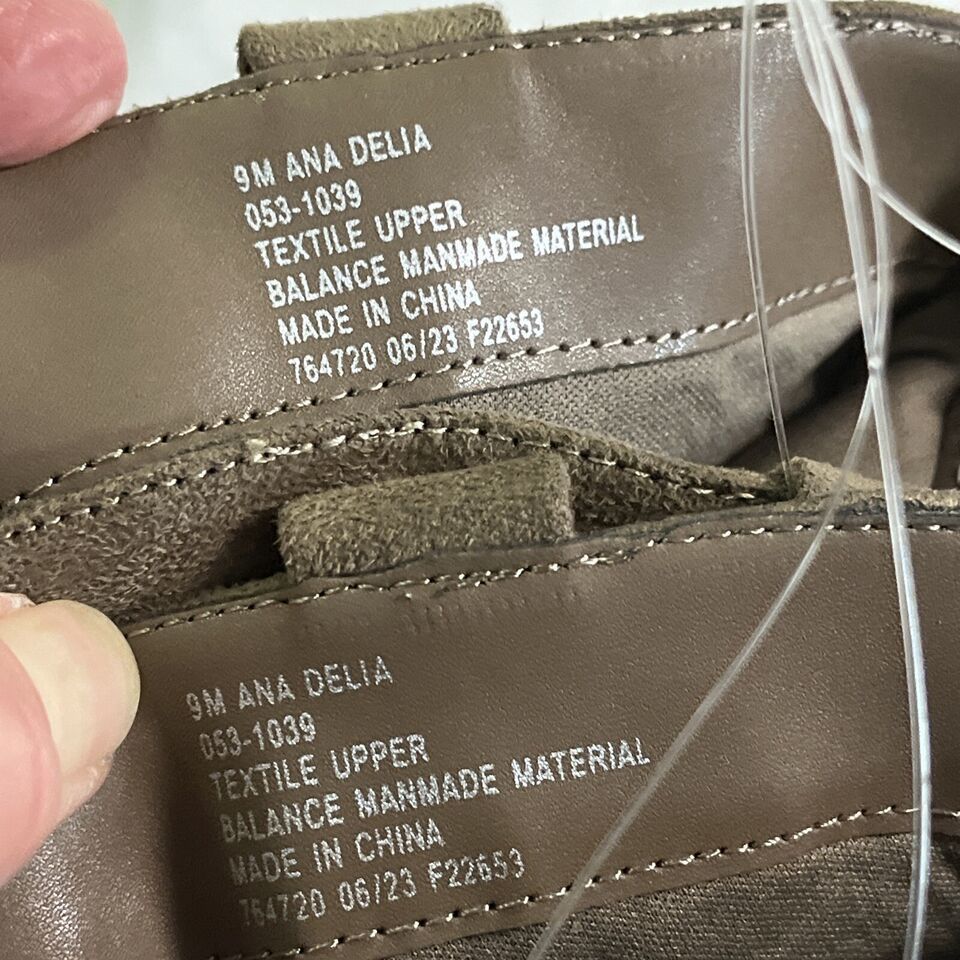 9M ANA DELIA
053-1039
TEXTILE UPPER
BALANCE MANMADE MATERIAL
MADE IN CHINA
764720 06/23 F22653
9M ANA DELIA
053-1039
TEXTILE UPPER
BALANCE MANMADE MATERIAL
MADE IN CHINA
764720 06/23 F22653